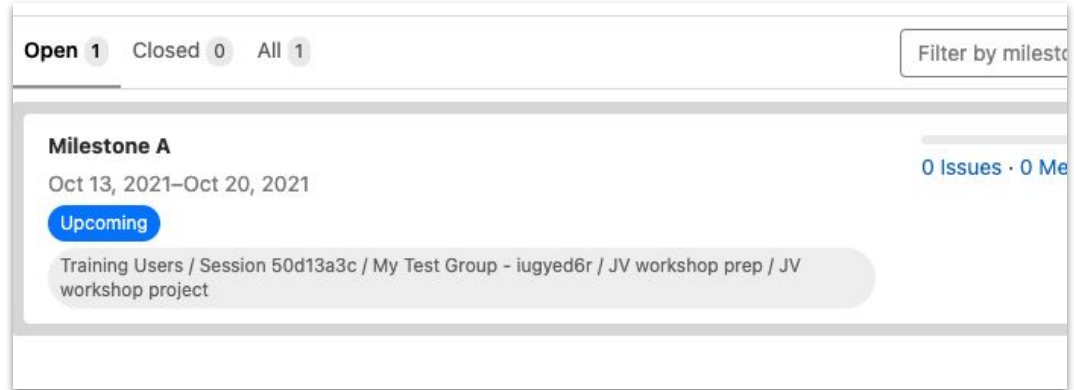 Open 1 Closed 0 All 1
Filter by milesto
Milestone A
Oct 13, 2021–Oct 20, 2021
0 Issues · 0 Me
Upcoming
Training Users / Session 50d13a3c / My Test Group - iugyed6r / JV workshop prep / JV
workshop project